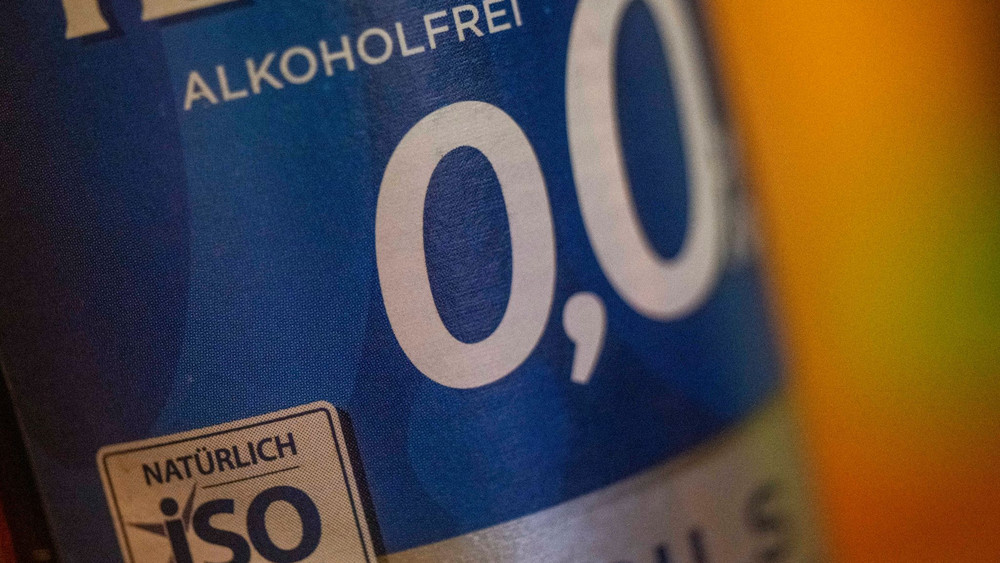 ALKOHOLFREI
0,0
NATÜRLICH
iSO